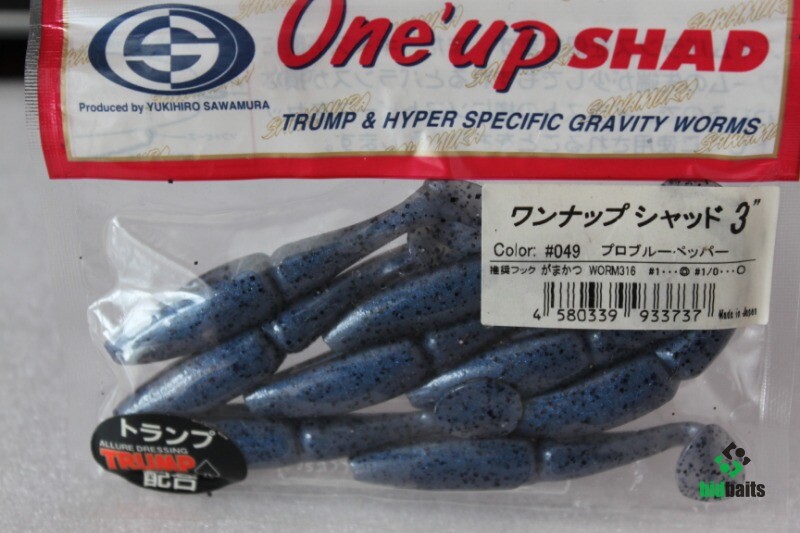 One'up SHAD
Produced by YUKIHIRO SAWAMURA
TRUMP & HYPER SPECIFIC GRAVITY WORMS
ワンナップ シャッド 3"
Color: #049 プロブルー・ペッパー
推奨フック がまかつ WORM316 #1・・・◎ #1/0・・・○
4 580339 933737
Made in Japan
トランプ
ALLURE DRESSING
TRUMP
配合
bidbaits